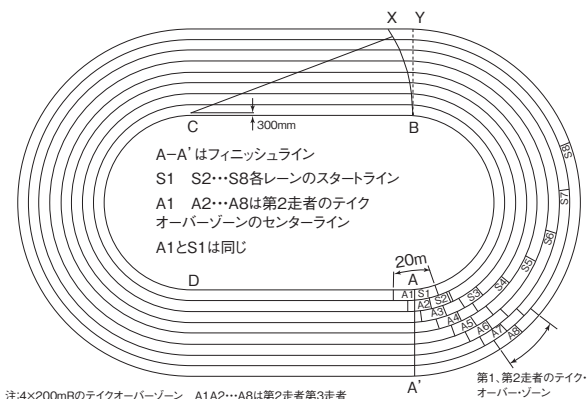 X Y
C
300mm
B
A−A'はフィニッシュライン
S1 S2･･･S8各レーンのスタートライン
A1 A2･･･A8は第2走者のテイク
オーバーゾーンのセンターライン
A1とS1は同じ
S8
S7
S6
S5
S4
S3
20m
D
A
A1 S1 S2
A2
A3
A4
A5
A6
A7
A8
A'
第1、第2走者のテイク・
オーバー・ゾーン
注:4×200mRのテイクオーバーゾーン A1A2･･･A8は第2走者第3走者